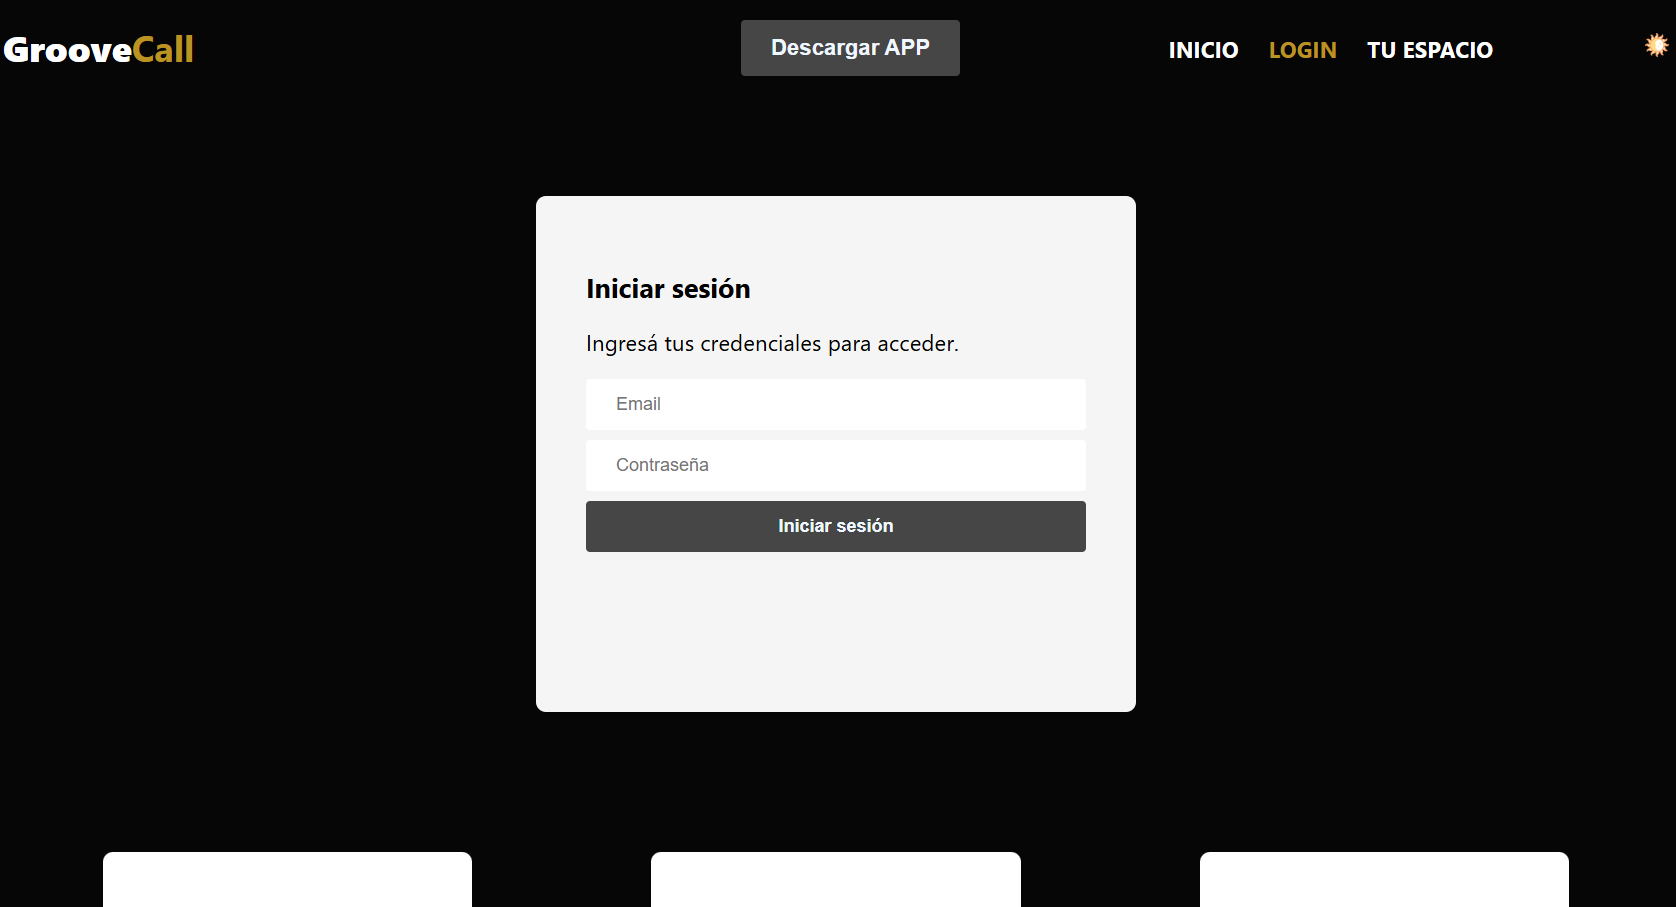 GrooveCall
Descargar APP
INICIO LOGIN TU ESPACIO
Iniciar sesión
Ingresá tus credenciales para acceder.
Email
Contraseña
Iniciar sesión